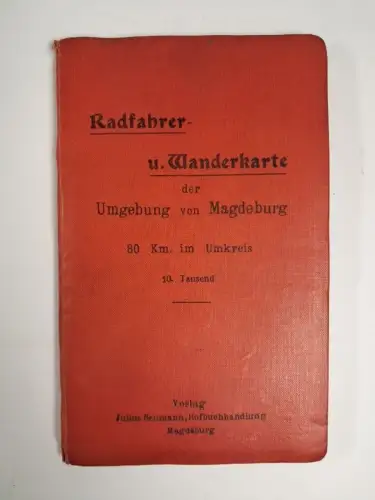 Radfahrer-
u. Wanderkarte
der
Umgebung von Magdeburg
80 Km. im Umkreis
10. Tausend
Verlag
Julius Neumann, Hofbuchhandlung
Magdeburg